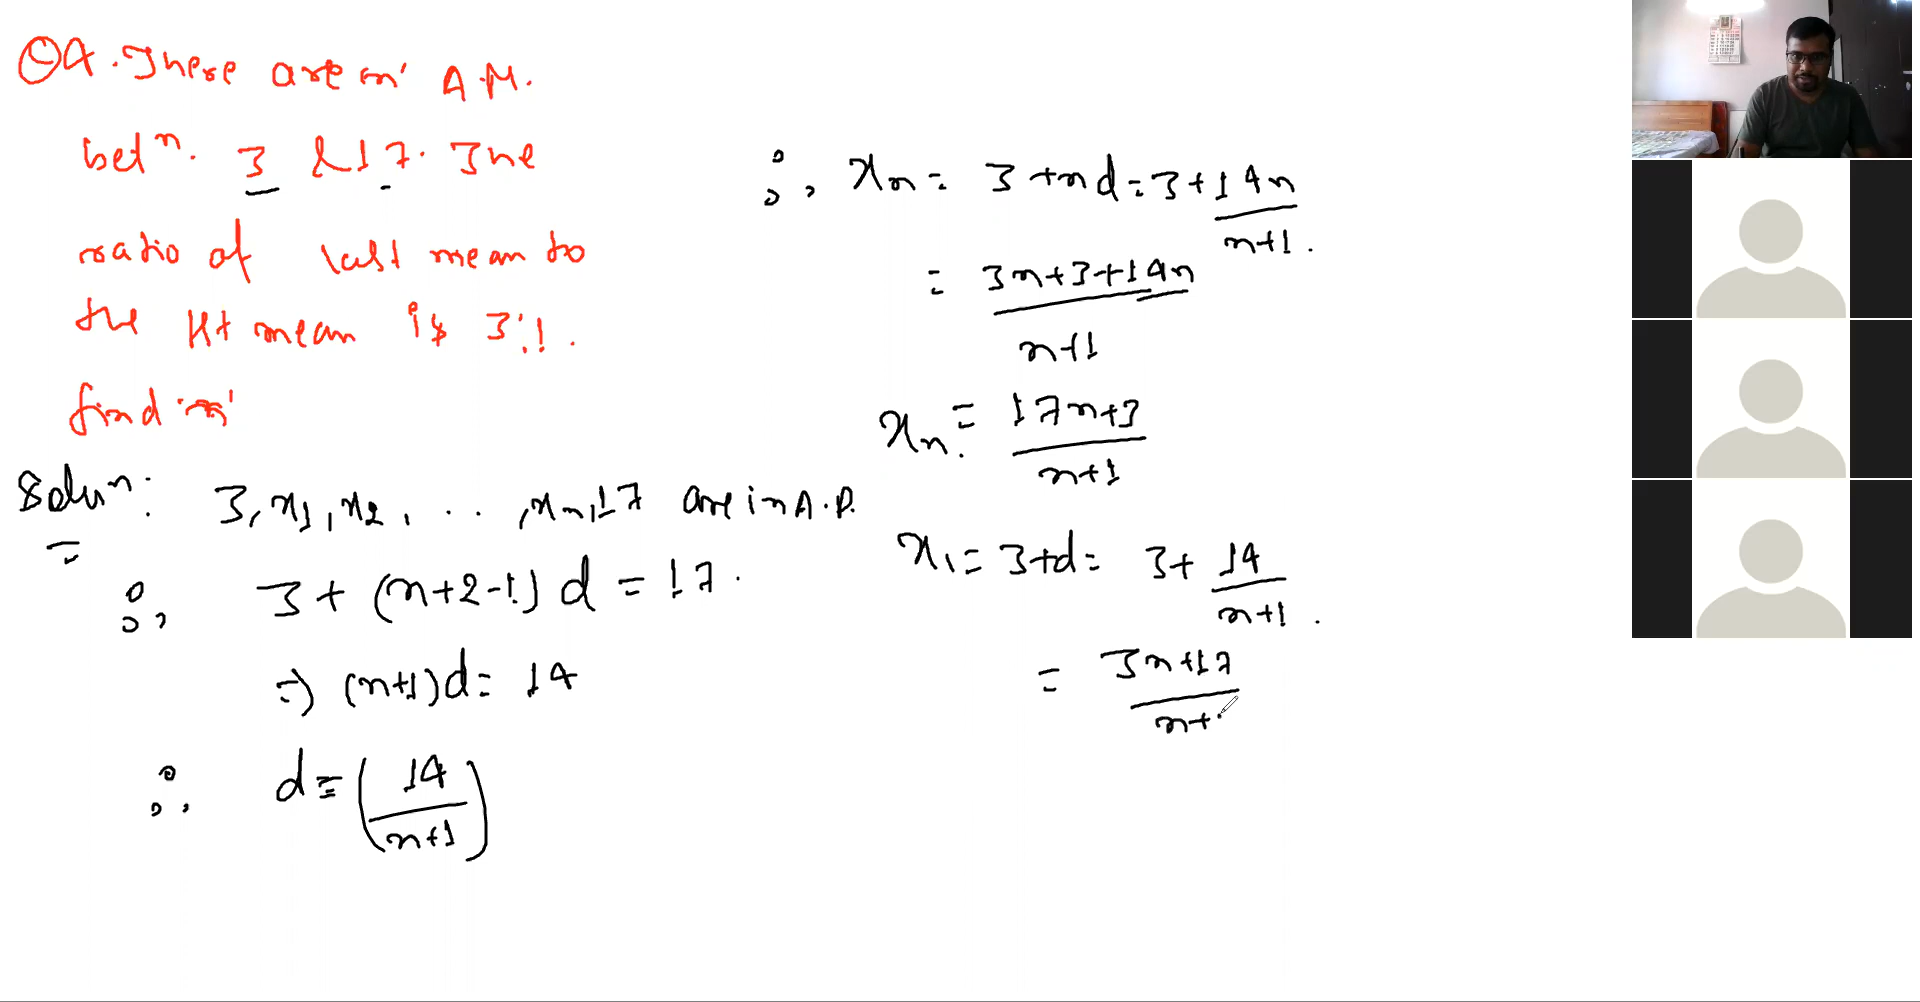 Q4. There are 'n' A.M.
betn. 3 & 17. The
ratio of last mean to
the 1st mean is 3:1.
find 'n'
Soln:
3, x1, x2, . .. , xn, 17 are in A.P.
∴, 3 + (n+2-1) d = 17.
=) (n+1)d = 14
∴, d = (14/(n+1))
∴, xn = 3 + nd = 3 + 14n/(n+1).
= (3n+3+14n)/(n+1)
xn. = (17n+3)/(n+1)
x1 = 3+d = 3 + 14/(n+1).
= (3n+17)/(n+.